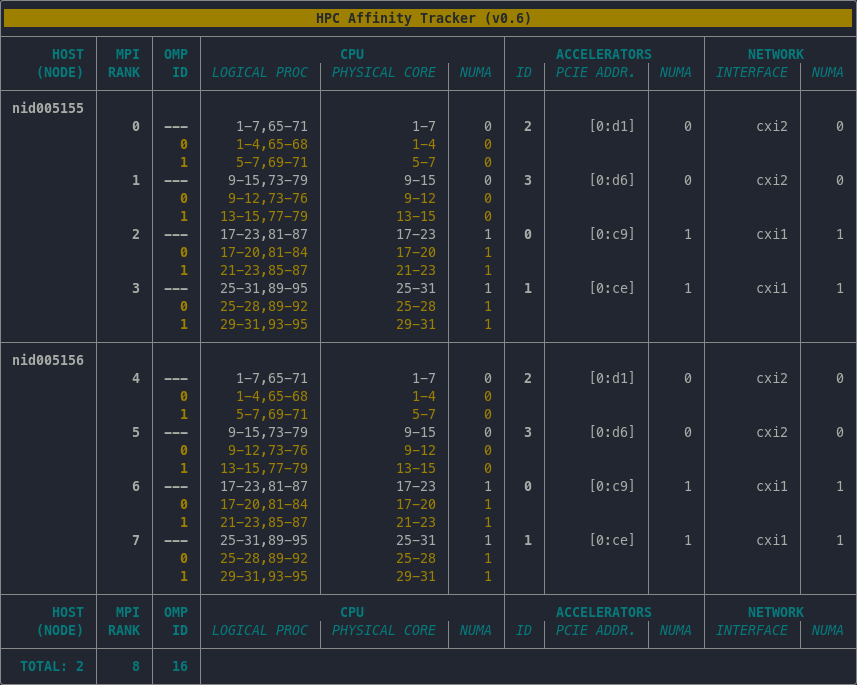 HPC Affinity Tracker (v0.6)
HOST MPI OMP CPU ACCELERATORS NETWORK
(NODE) RANK ID LOGICAL PROC PHYSICAL CORE NUMA ID PCIE ADDR. NUMA INTERFACE NUMA
nid005155
0 --- 1-7,65-71 1-7 0 2 [0:d1] 0 cxi2 0
0 1-4,65-68 1-4 0
1 5-7,69-71 5-7 0
1 --- 9-15,73-79 9-15 0 3 [0:d6] 0 cxi2 0
0 9-12,73-76 9-12 0
1 13-15,77-79 13-15 0
2 --- 17-23,81-87 17-23 1 0 [0:c9] 1 cxi1 1
0 17-20,81-84 17-20 1
1 21-23,85-87 21-23 1
3 --- 25-31,89-95 25-31 1 1 [0:ce] 1 cxi1 1
0 25-28,89-92 25-28 1
1 29-31,93-95 29-31 1
nid005156
4 --- 1-7,65-71 1-7 0 2 [0:d1] 0 cxi2 0
0 1-4,65-68 1-4 0
1 5-7,69-71 5-7 0
5 --- 9-15,73-79 9-15 0 3 [0:d6] 0 cxi2 0
0 9-12,73-76 9-12 0
1 13-15,77-79 13-15 0
6 --- 17-23,81-87 17-23 1 0 [0:c9] 1 cxi1 1
0 17-20,81-84 17-20 1
1 21-23,85-87 21-23 1
7 --- 25-31,89-95 25-31 1 1 [0:ce] 1 cxi1 1
0 25-28,89-92 25-28 1
1 29-31,93-95 29-31 1
HOST MPI OMP CPU ACCELERATORS NETWORK
(NODE) RANK ID LOGICAL PROC PHYSICAL CORE NUMA ID PCIE ADDR. NUMA INTERFACE NUMA
TOTAL: 2 8 16